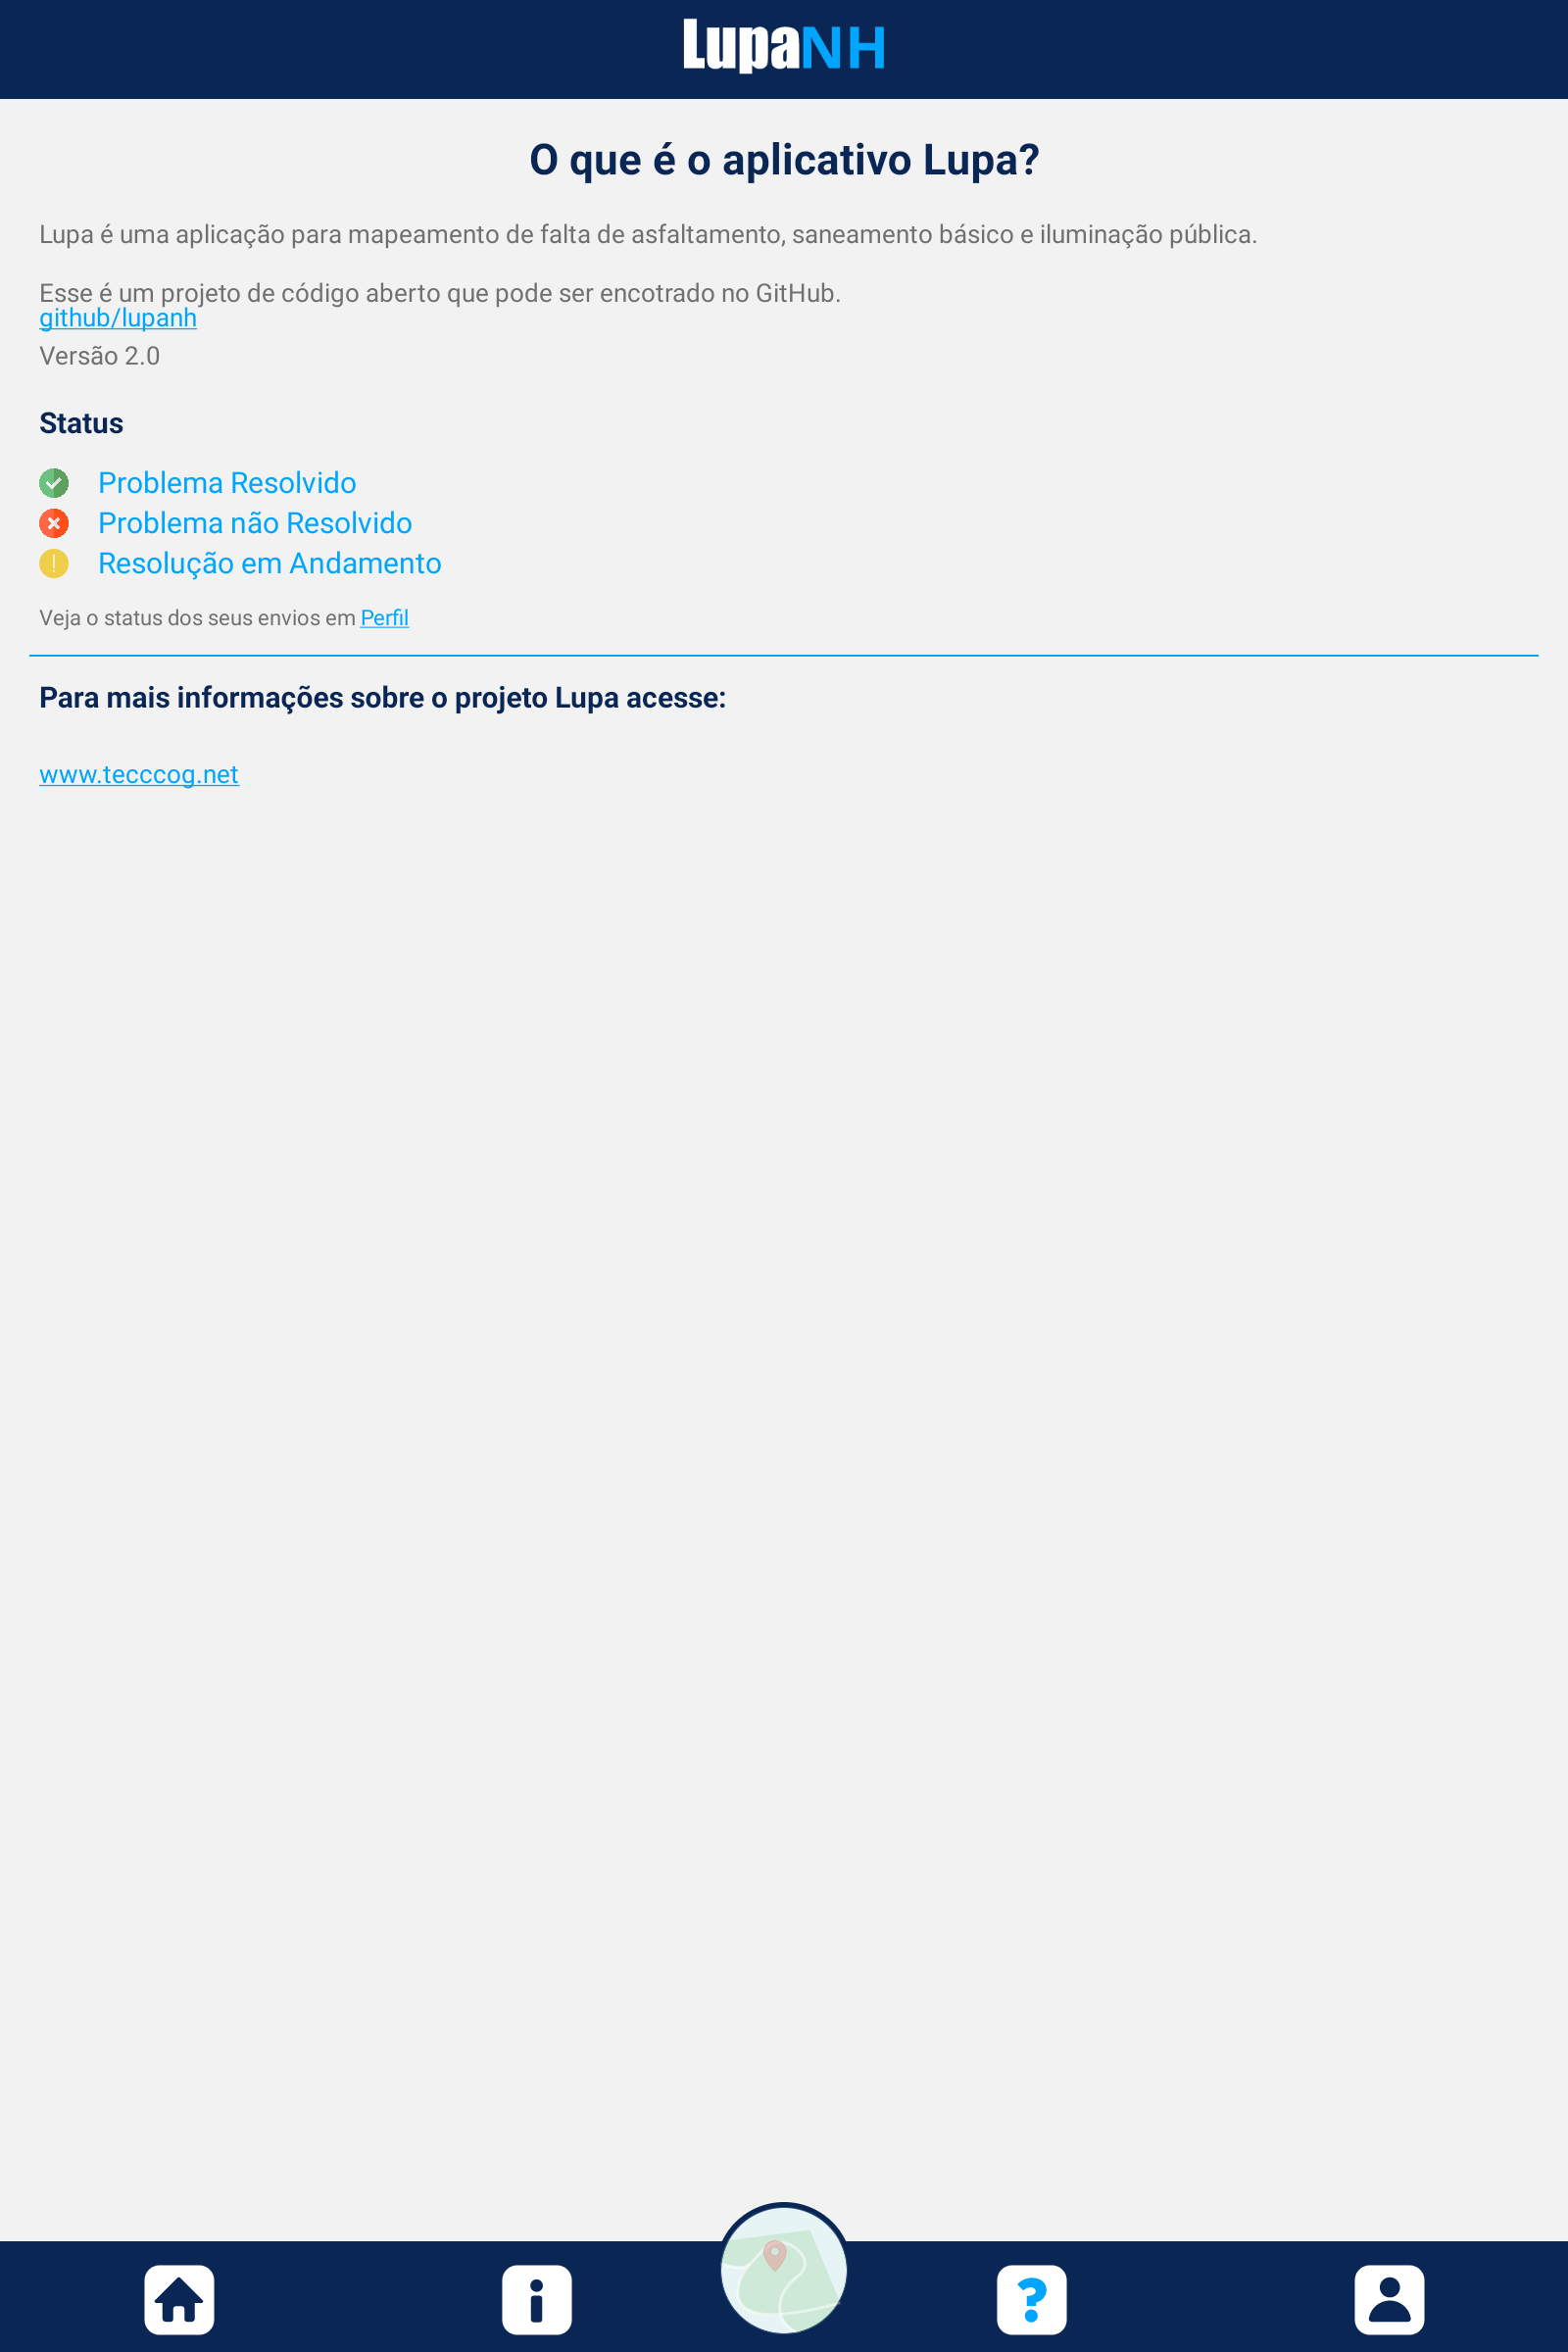 LupaNH
O que é o aplicativo Lupa?
Lupa é uma aplicação para mapeamento de falta de asfaltamento, saneamento básico e iluminação pública.
Esse é um projeto de código aberto que pode ser encotrado no GitHub.
github/lupanh
Versão 2.0
Status
Problema Resolvido
Problema não Resolvido
Resolução em Andamento
Veja o status dos seus envios em Perfil
Para mais informações sobre o projeto Lupa acesse:
www.tecccog.net